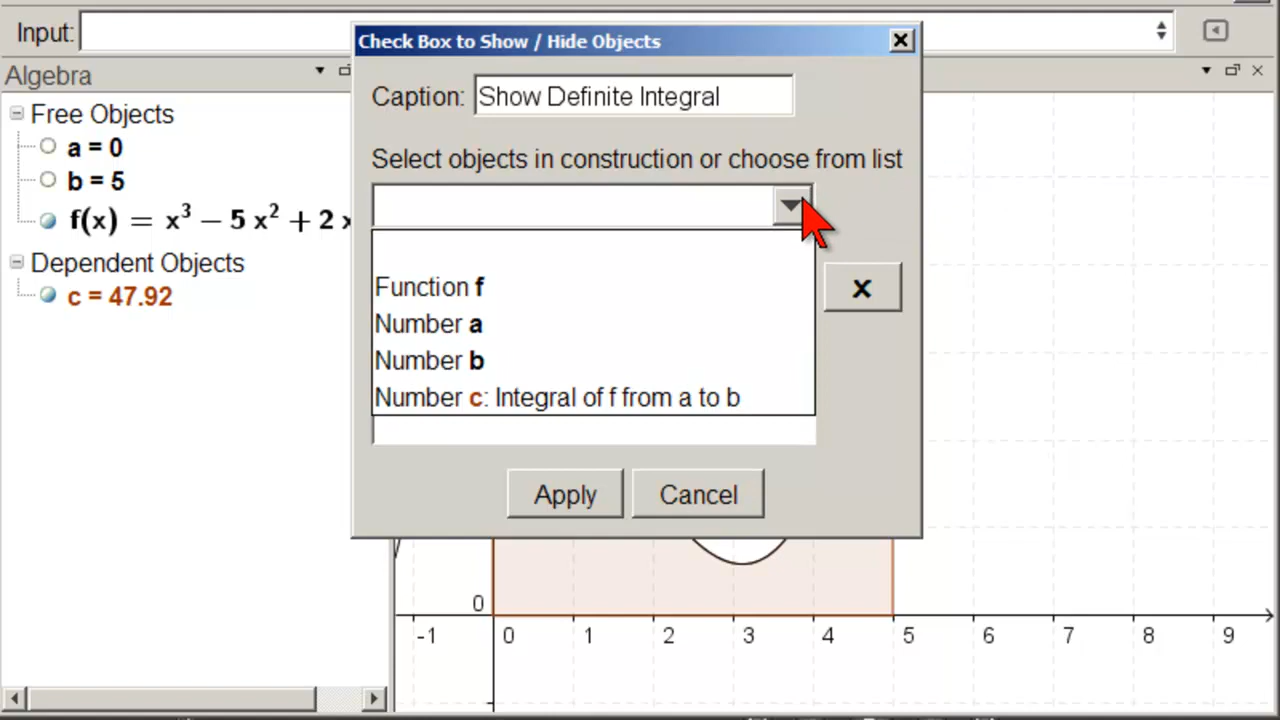 Input:
Algebra
Free Objects
a = 0
b = 5
f(x) = x³ − 5 x² + 2 x
Dependent Objects
c = 47.92
Check Box to Show / Hide Objects
Caption: Show Definite Integral
Select objects in construction or choose from list
Function f
Number a
Number b
Number c: Integral of f from a to b
Apply Cancel
0
-1 0 1 2 3 4 5 6 7 8 9